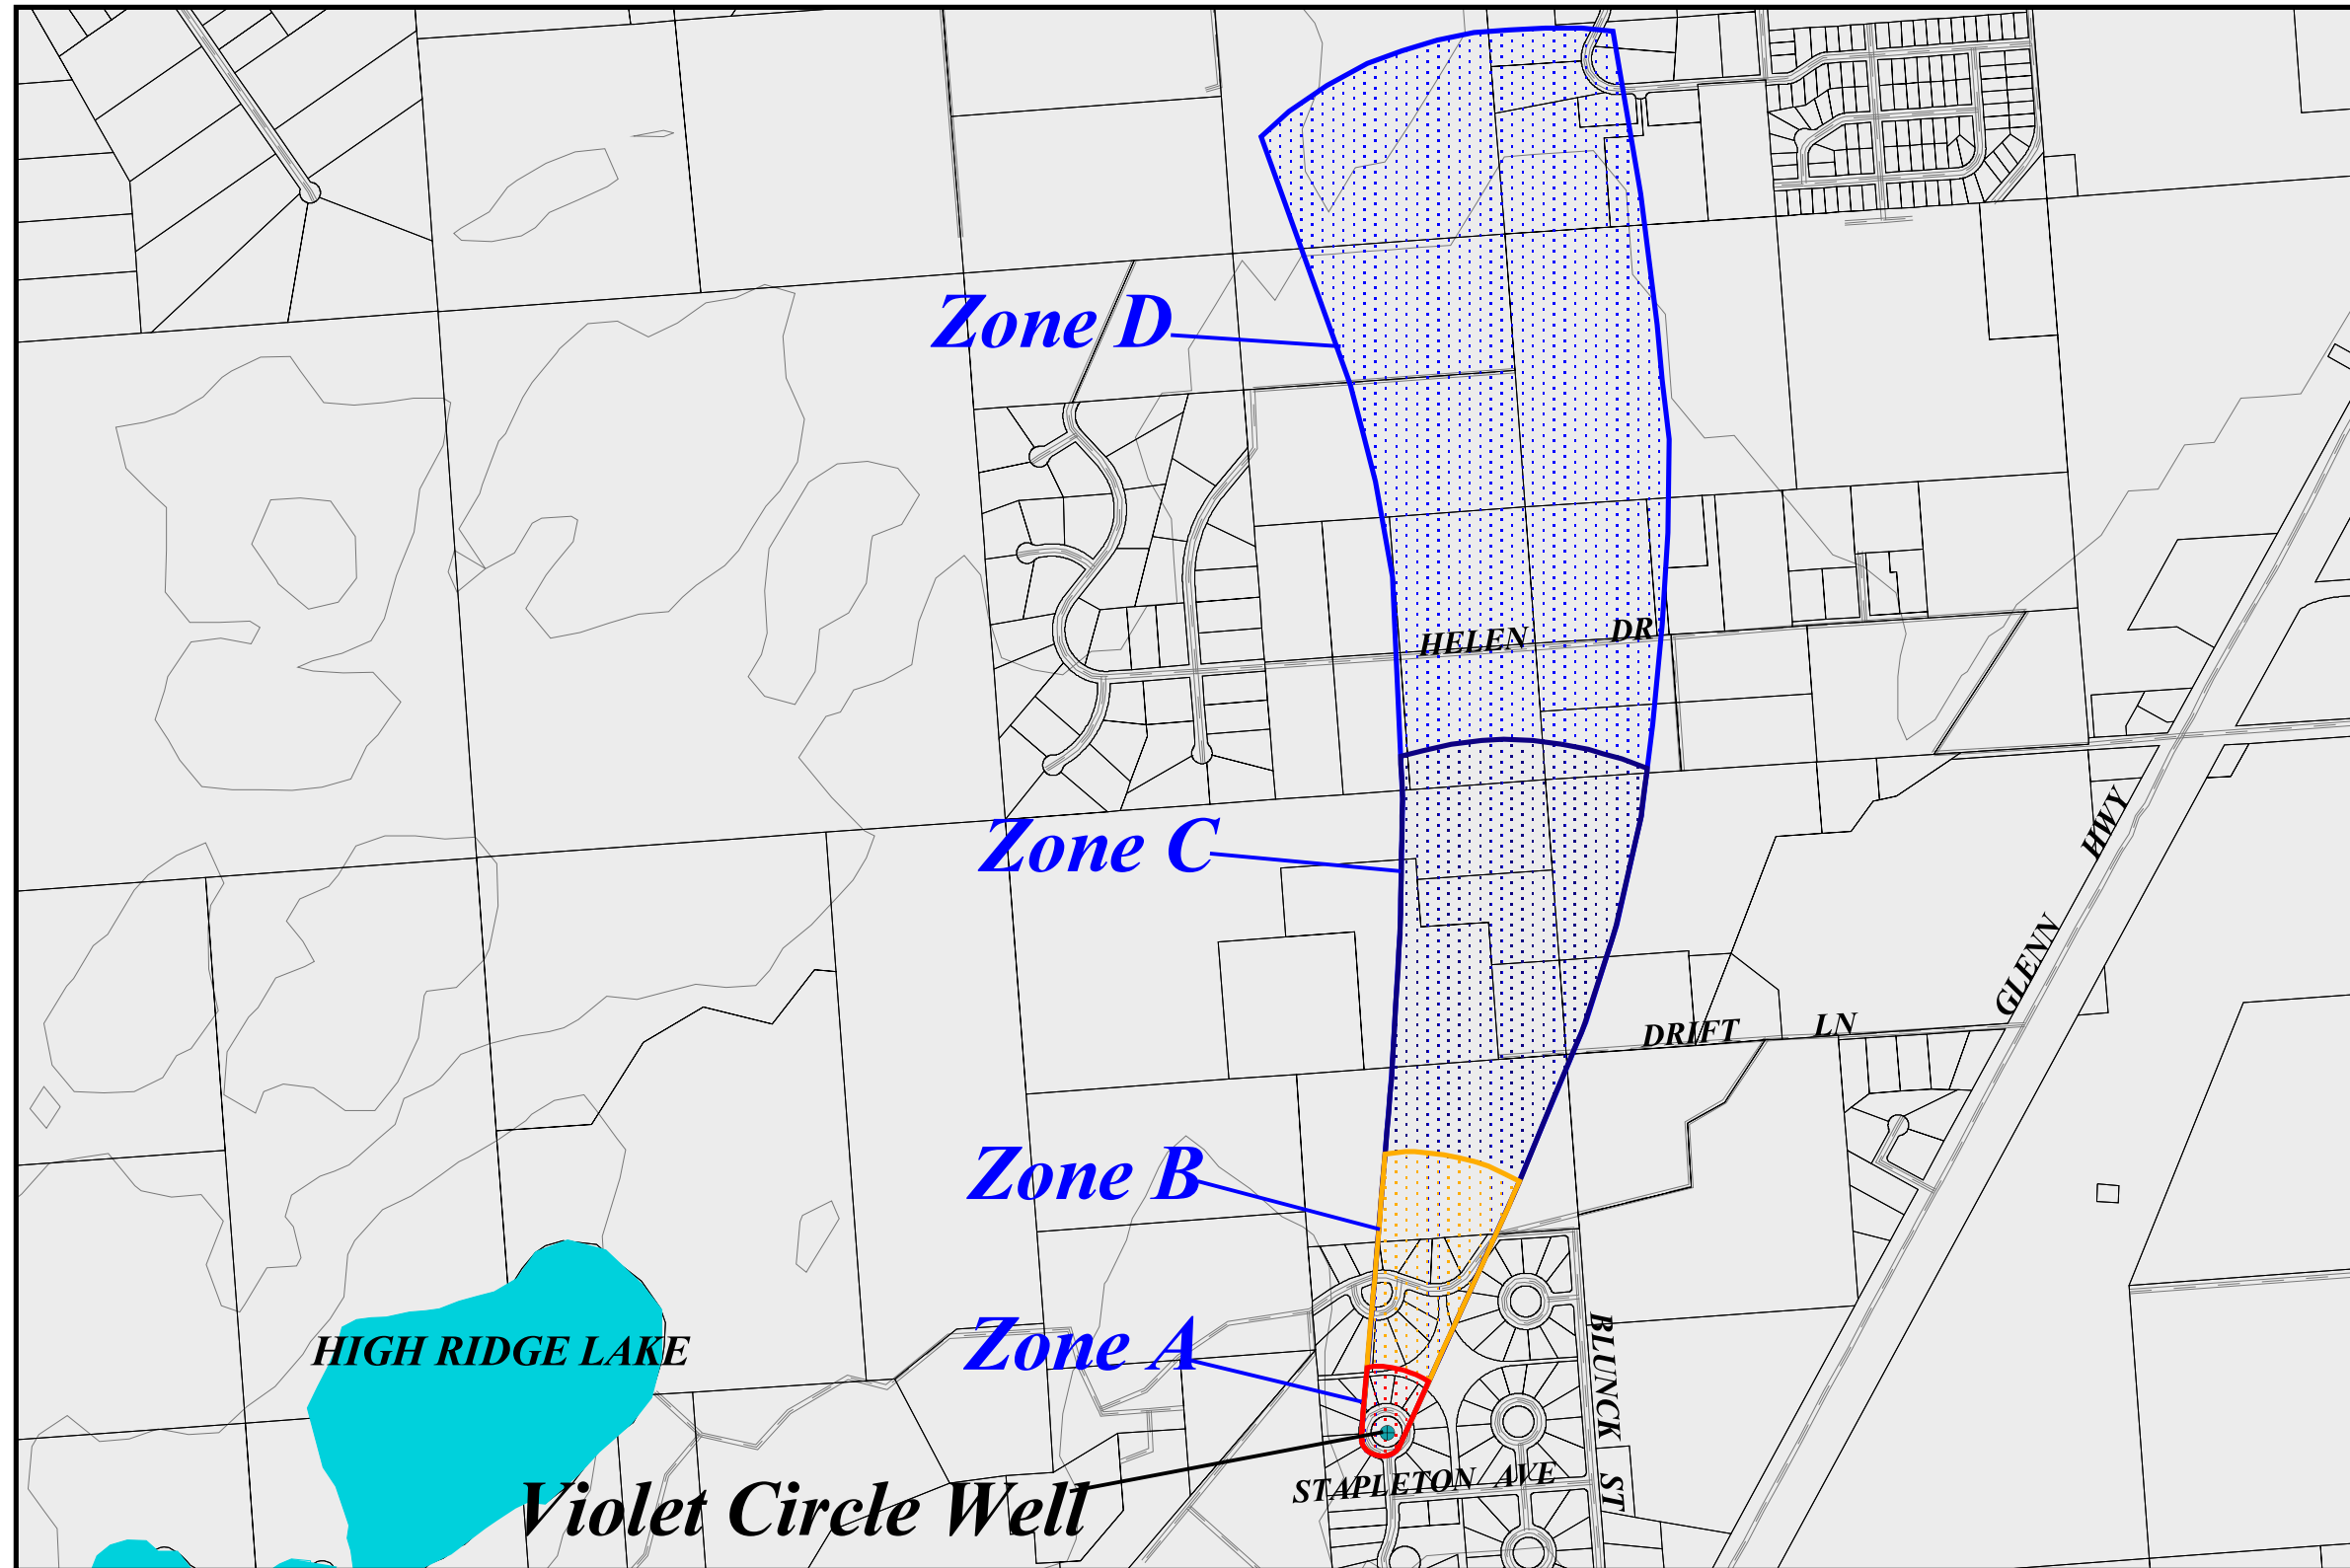 Zone D
HELEN DR
Zone C
GLENN HWY
DRIFT LN
Zone B
Zone A
HIGH RIDGE LAKE
BLUNCK ST
STAPLETON AVE
Violet Circle Well